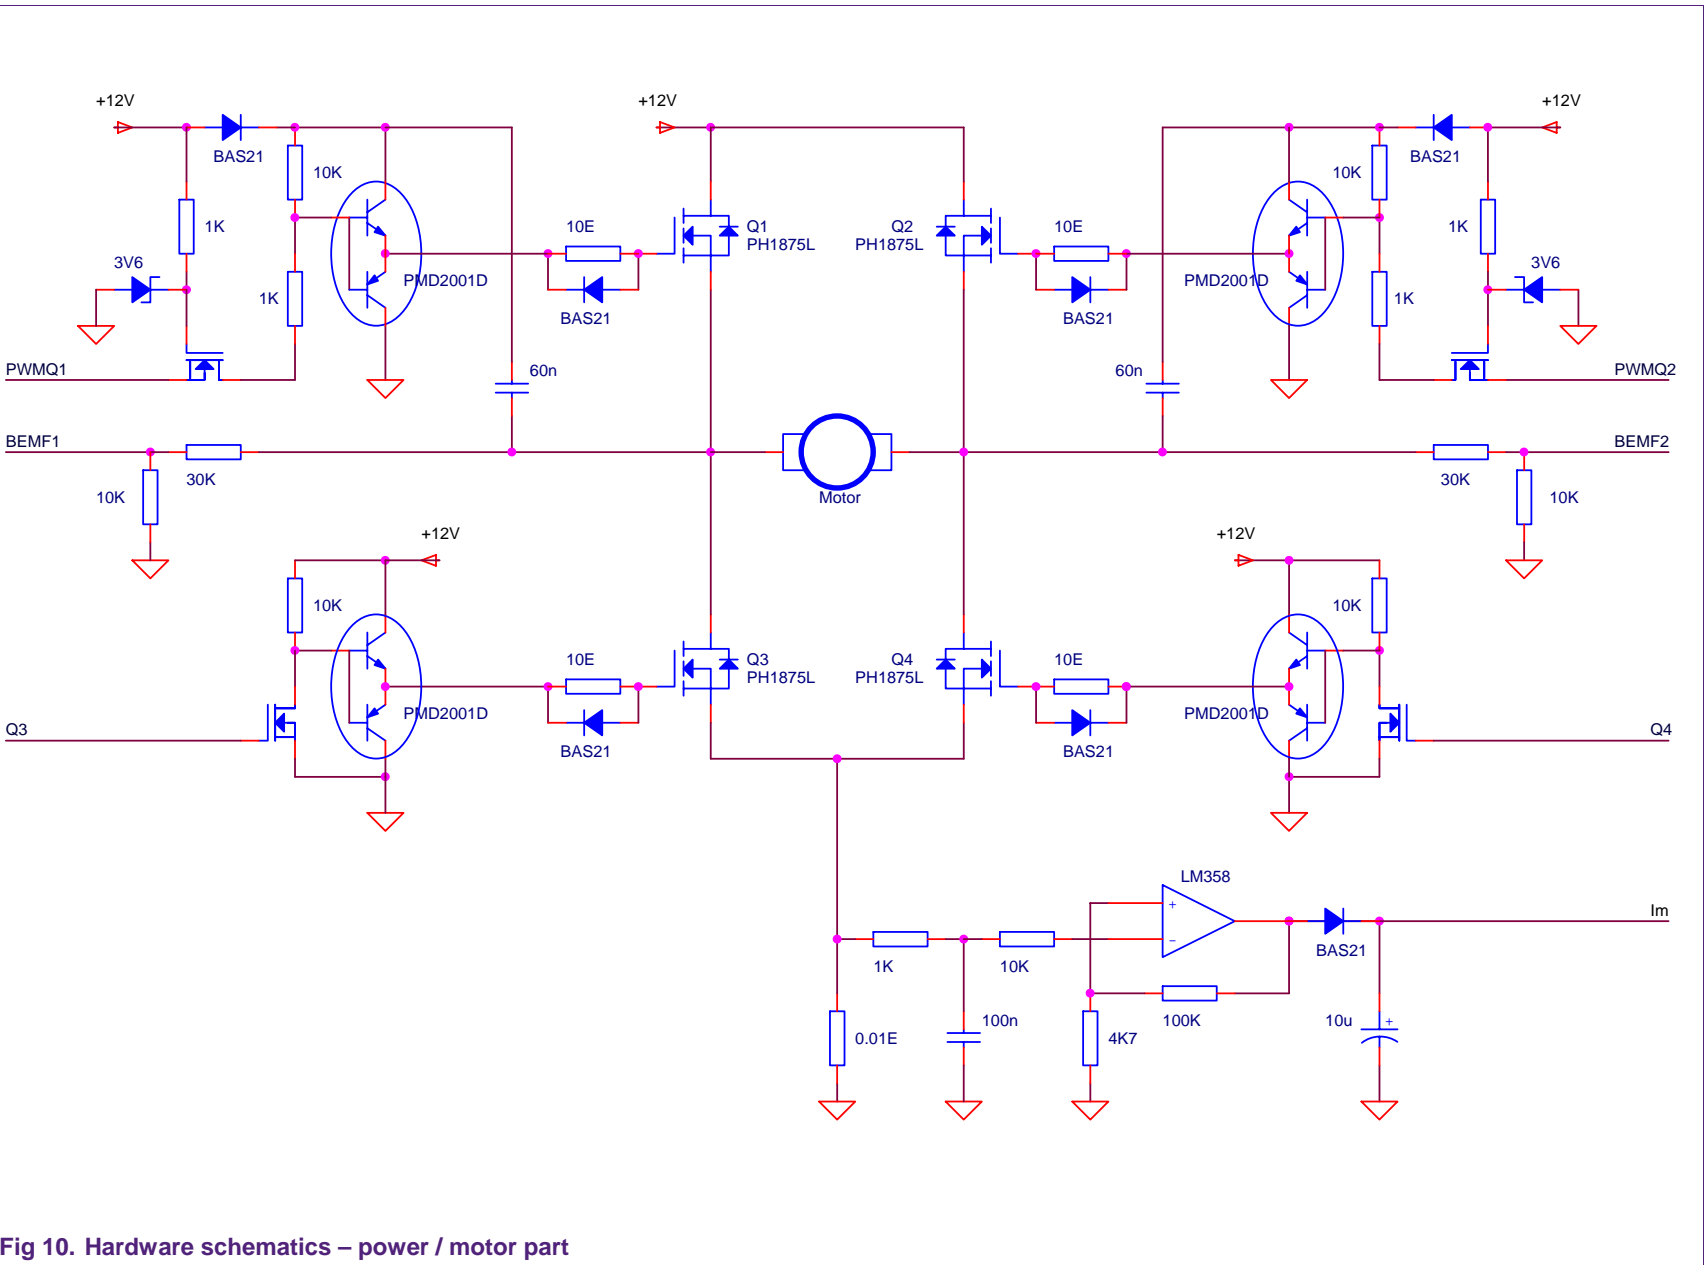 +12V
+12V
+12V
BAS21
BAS21
10K
10K
1K
Q1
PH1875L
Q2
PH1875L
10E
10E
1K
3V6
3V6
PMD2001D
PMD2001D
1K
1K
BAS21
BAS21
PWMQ1
60n
60n
PWMQ2
BEMF1
BEMF2
30K
30K
10K
10K
Motor
+12V
+12V
10K
10K
10E
Q3
PH1875L
Q4
PH1875L
10E
PMD2001D
PMD2001D
Q3
Q4
BAS21
BAS21
LM358
+
−
Im
BAS21
1K
10K
100n
100K
10u
+
0.01E
4K7
Fig 10. Hardware schematics – power / motor part